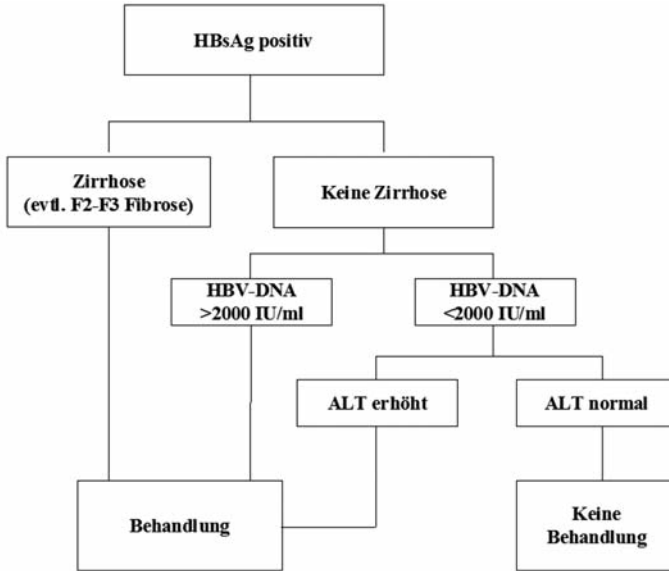 HBsAg positiv
Zirrhose
(evtl. F2-F3 Fibrose)
Keine Zirrhose
HBV-DNA
>2000 IU/ml
HBV-DNA
<2000 IU/ml
ALT erhöht
ALT normal
Behandlung
Keine
Behandlung